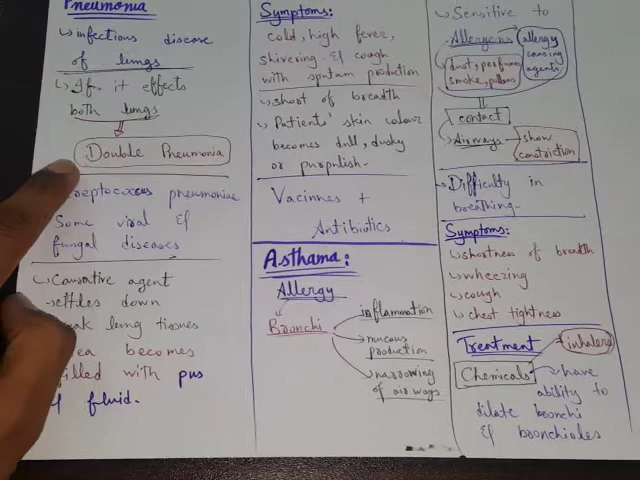 Pneumonia
infectious disease
of lungs
If it effects
both lungs
Double Pneumonia
reptococcus pneumoniae
Some viral &
fungal diseases
Causative agent
settles down
lung tissues
becomes
filled with pus
fluid.
Symptoms:
cold, high fever,
shivering & cough
with sputum production
short of breath
Patients' skin colour
becomes dull, dusky
or purplish.
Vacinnes +
Antibiotics
Asthama:
Allergy
Bronchi
inflammation
mucous
production
narrowing
of air ways
Sensitive to
Allergens
allergy
causing
agents
dust, perfume
smoke, pollens
contact
Airways
show
constriction
Difficulty in
breathing.
Symptoms:
shortness of breadth
wheezing
cough
chest tightness
Treatment
inhalers
Chemicals
have
ability to
dilate bronchi
& bronchioles